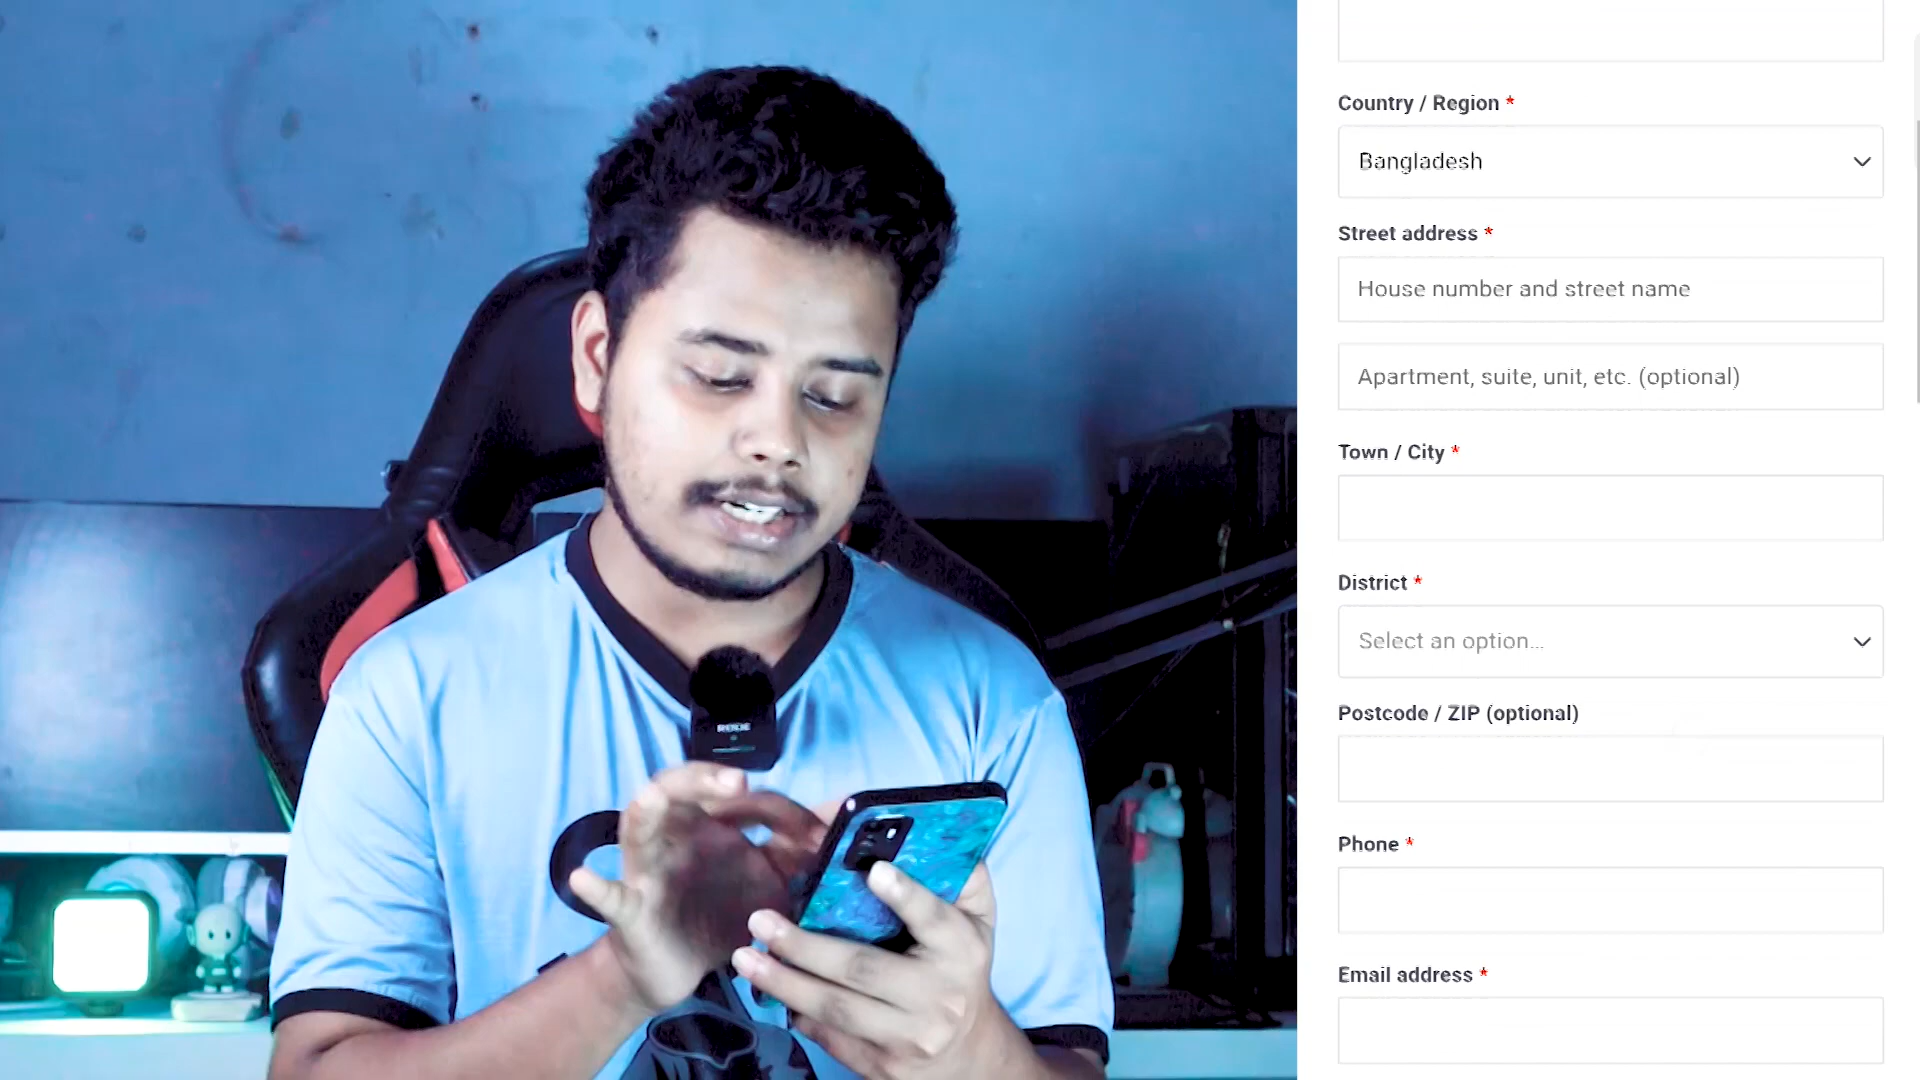 Country / Region *
Bangladesh
Street address *
House number and street name
Apartment, suite, unit, etc. (optional)
Town / City *
District *
Select an option...
Postcode / ZIP (optional)
Phone *
Email address *
RODE